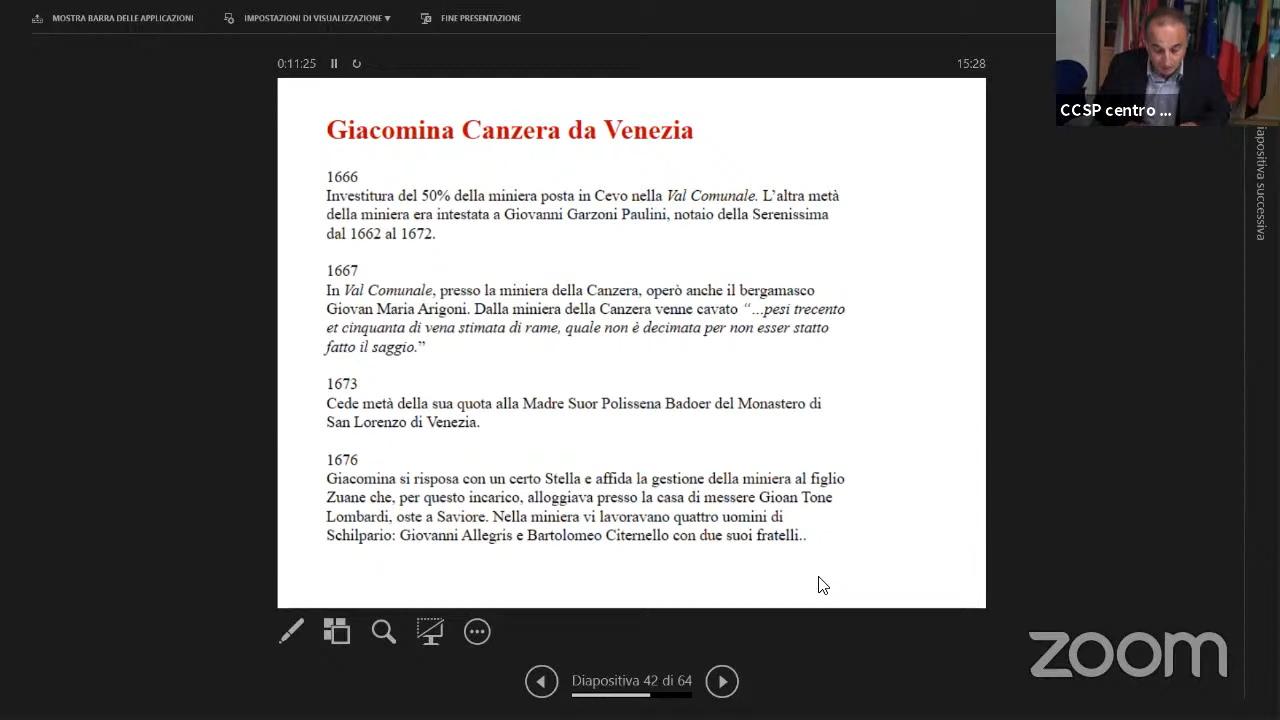 MOSTRA BARRA DELLE APPLICAZIONI
IMPOSTAZIONI DI VISUALIZZAZIONE ▼
FINE PRESENTAZIONE
0:11:25
15:28
CCSP centro ...
Giacomina Canzera da Venezia
1666
Investitura del 50% della miniera posta in Cevo nella Val Comunale. L’altra metà
della miniera era intestata a Giovanni Garzoni Paulini, notaio della Serenissima
dal 1662 al 1672.
1667
In Val Comunale, presso la miniera della Canzera, operò anche il bergamasco
Giovan Maria Arigoni. Dalla miniera della Canzera venne cavato “...pesi trecento
et cinquanta di vena stimata di rame, quale non è decimata per non esser statto
fatto il saggio.”
1673
Cede metà della sua quota alla Madre Suor Polissena Badoer del Monastero di
San Lorenzo di Venezia.
1676
Giacomina si risposa con un certo Stella e affida la gestione della miniera al figlio
Zuane che, per questo incarico, alloggiava presso la casa di messere Gioan Tone
Lombardi, oste a Saviore. Nella miniera vi lavoravano quattro uomini di
Schilpario: Giovanni Allegris e Bartolomeo Citernello con due suoi fratelli..
iapositiva successiva
Diapositiva 42 di 64
zoom